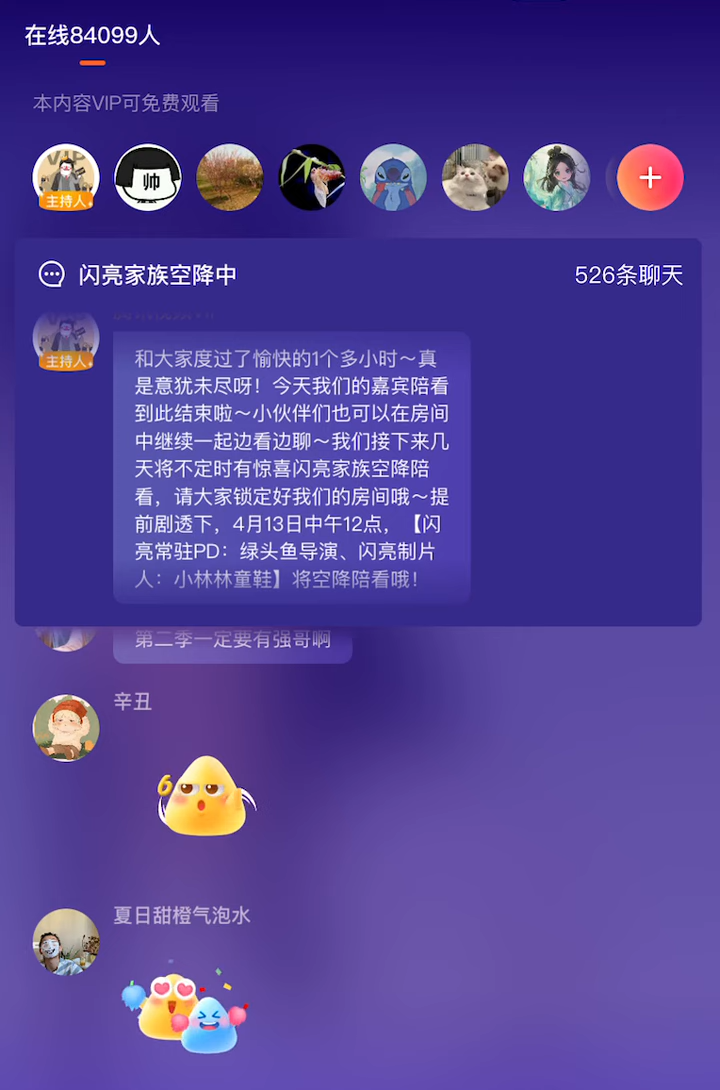 在线84099人
本内容VIP可免费观看
VIP
主持人
帅
闪亮家族空降中
526条聊天
主持人
和大家度过了愉快的1个多小时～真
是意犹未尽呀！今天我们的嘉宾陪看
到此结束啦～小伙伴们也可以在房间
中继续一起边看边聊～我们接下来几
天将不定时有惊喜闪亮家族空降陪
看，请大家锁定好我们的房间哦～提
前剧透下，4月13日中午12点，【闪
亮常驻PD：绿头鱼导演、闪亮制片
人：小林林童鞋】将空降陪看哦！
第二季一定要有强哥啊
辛丑
6
夏日甜橙气泡水